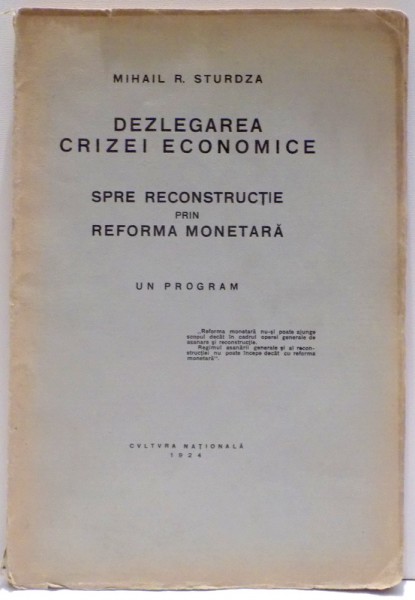 MIHAIL R. STURDZA
DEZLEGAREA
CRIZEI ECONOMICE
SPRE RECONSTRUCȚIE
PRIN
REFORMA MONETARĂ
UN PROGRAM
„Reforma monetară nu-și poate ajunge
scopul decât în cadrul operei generale de
asanare și reconstrucție.
Regimul asanării generale și al recon-
strucției nu poate începe decât cu reforma
monetară".
CVLTVRA NAȚIONALĂ
1924